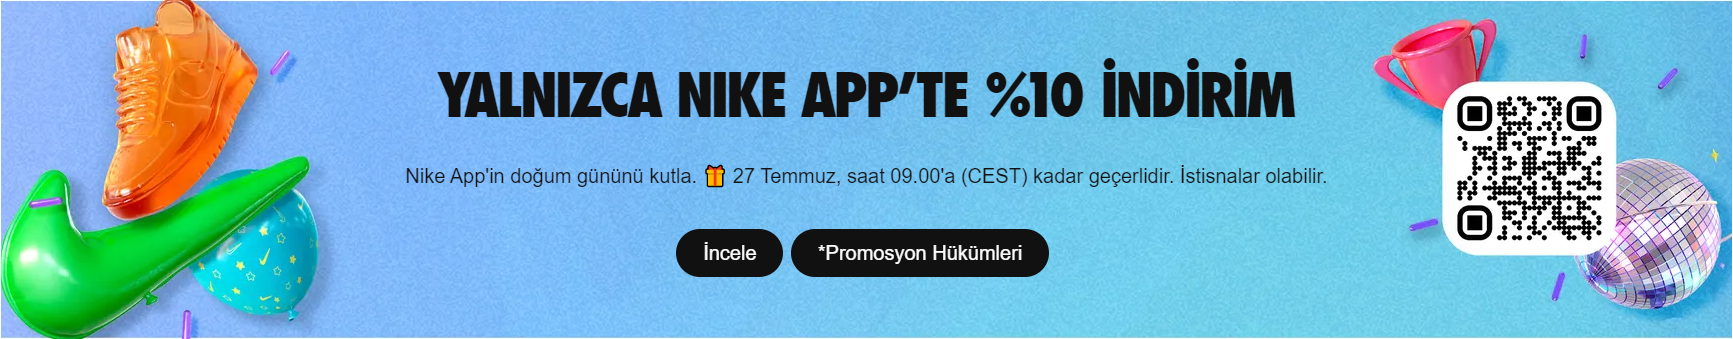 YALNIZCA NIKE APP'TE %10 İNDİRİM
Nike App'in doğum gününü kutla. 🎁 27 Temmuz, saat 09.00'a (CEST) kadar geçerlidir. İstisnalar olabilir.
İncele
*Promosyon Hükümleri